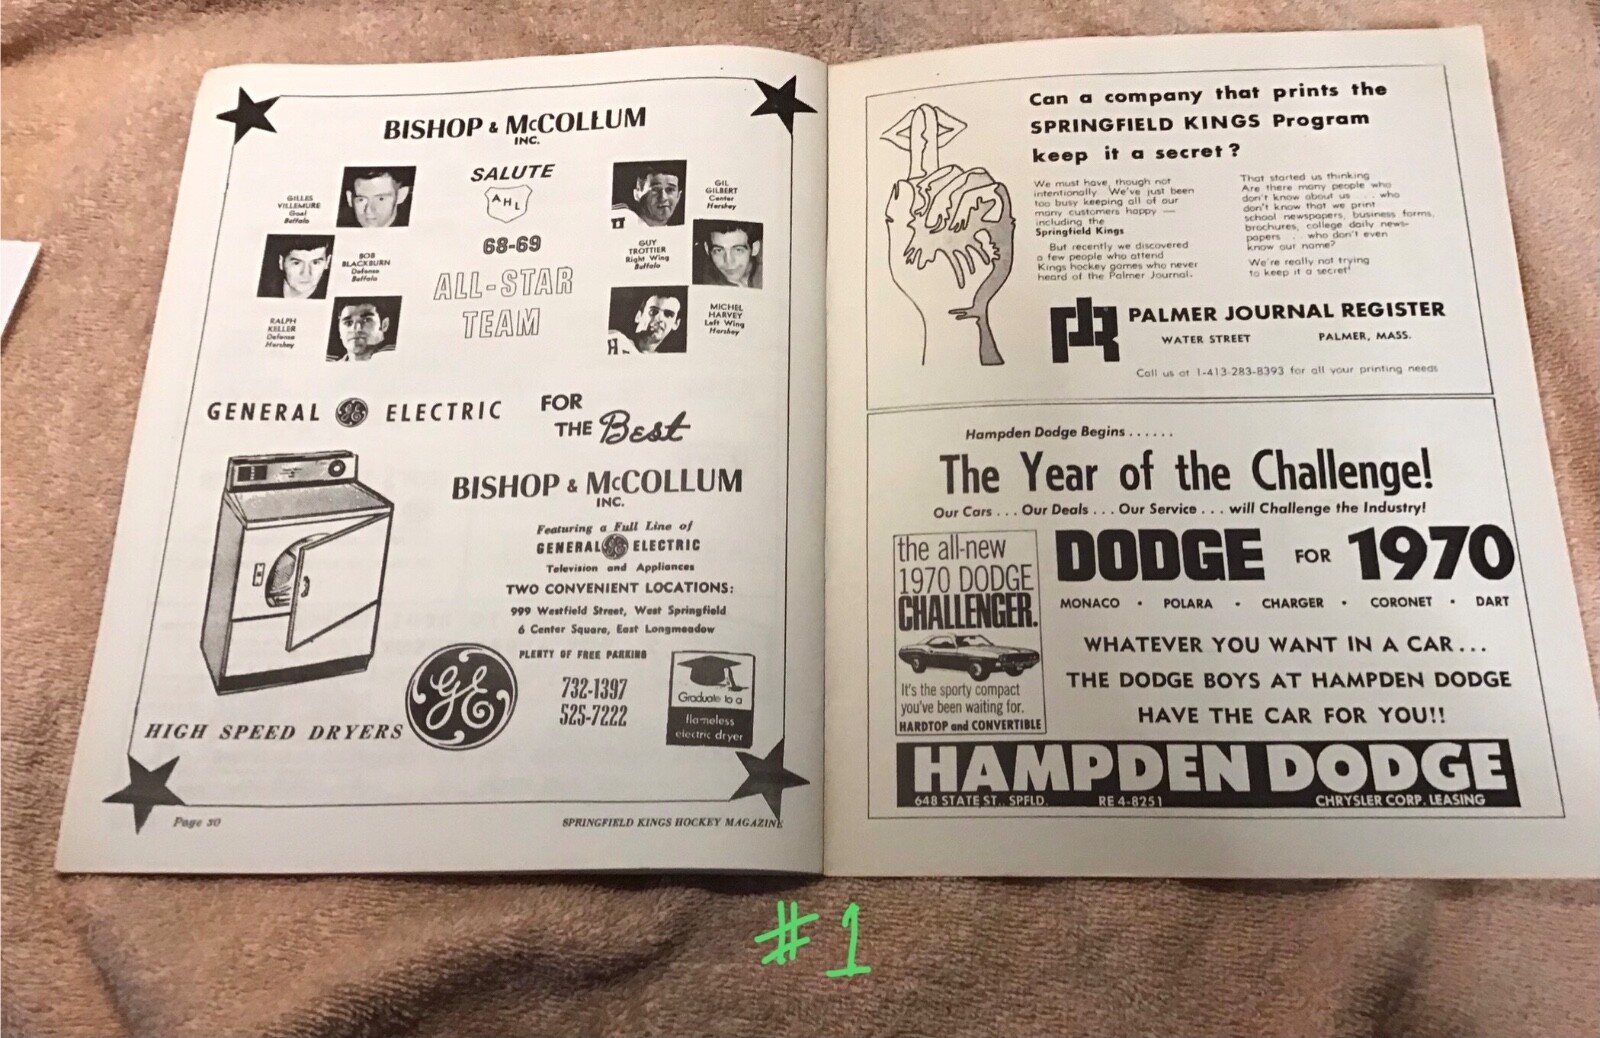 BISHOP & McCOLLUM
INC.
SALUTE
AHL
68-69
ALL-STAR
TEAM
GILLES
VILLEMURE
Goal
Buffalo
BOB
BLACKBURN
Defense
Buffalo
RALPH
KELLER
Defense
Hershey
GIL
GILBERT
Center
Hershey
GUY
TROTTIER
Right Wing
Buffalo
MICHEL
HARVEY
Left Wing
Hershey
H
GENERAL GE ELECTRIC
FOR
THE Best
BISHOP & McCOLLUM
INC.
Featuring a Full Line of
GENERAL GE ELECTRIC
Television and Appliances
TWO CONVENIENT LOCATIONS:
999 Westfield Street, West Springfield
6 Center Square, East Longmeadow
PLENTY OF FREE PARKING
732-1397
525-7222
GE
Graduate to a
flameless
electric dryer
HIGH SPEED DRYERS
Page 30
SPRINGFIELD KINGS HOCKEY MAGAZINE
Can a company that prints the
SPRINGFIELD KINGS Program
keep it a secret?
We must have, though not
intentionally. We've just been
too busy keeping all of our
many customers happy —
including the
Springfield Kings
But recently we discovered
a few people who attend
Kings hockey games who never
heard of the Palmer Journal.
That started us thinking
Are there many people who
don't know about us . . who
don't know that we print
school newspapers, business forms,
brochures, college daily news-
papers . . who don't even
know our name?
We're really not trying
to keep it a secret!
PALMER JOURNAL REGISTER
WATER STREET PALMER, MASS.
Call us at 1-413-283-8393 for all your printing needs
Hampden Dodge Begins . . . . . .
The Year of the Challenge!
Our Cars . . . Our Deals . . . Our Service . . . will Challenge the Industry!
the all-new
1970 DODGE
CHALLENGER.
It's the sporty compact
you've been waiting for.
HARDTOP and CONVERTIBLE
DODGE FOR 1970
MONACO • POLARA • CHARGER • CORONET • DART
WHATEVER YOU WANT IN A CAR...
THE DODGE BOYS AT HAMPDEN DODGE
HAVE THE CAR FOR YOU!!
HAMPDEN DODGE
648 STATE ST., SPFLD. RE 4-8251 CHRYSLER CORP. LEASING
#1